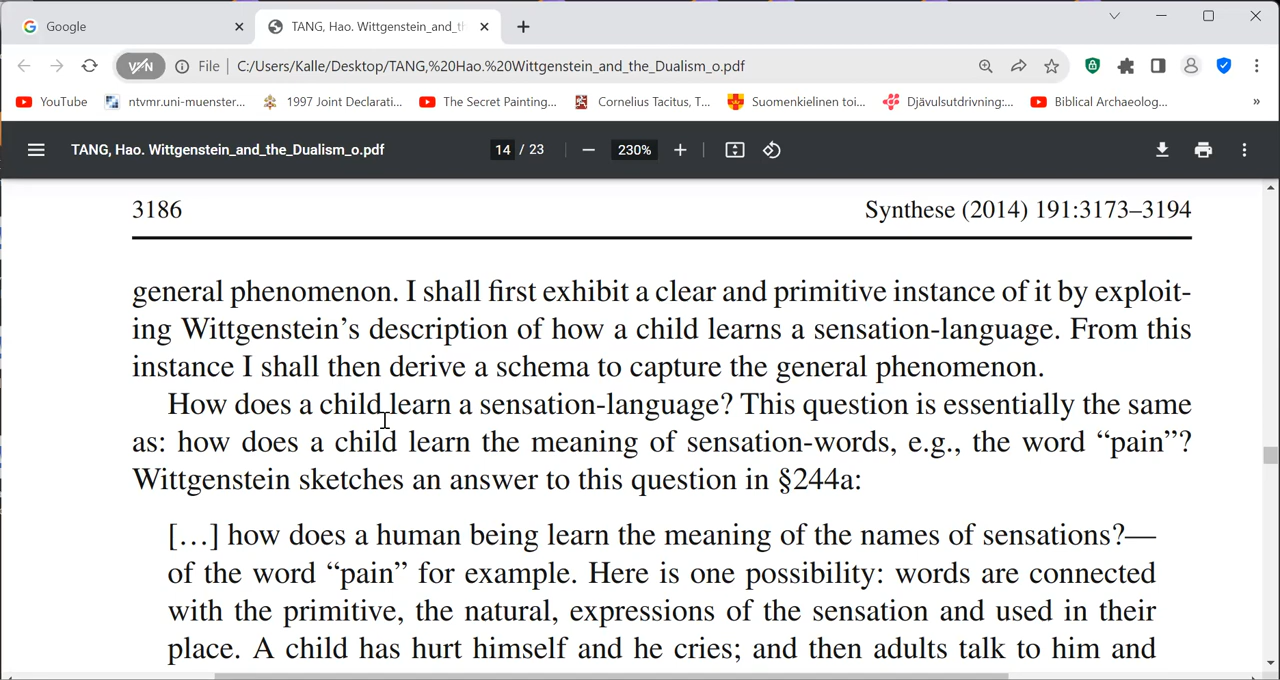 Google
TANG, Hao. Wittgenstein_and_th
V/N
File
C:/Users/Kalle/Desktop/TANG,%20Hao.%20Wittgenstein_and_the_Dualism_o.pdf
YouTube
ntvmr.uni-muenster...
1997 Joint Declarati...
The Secret Painting...
Cornelius Tacitus, T...
Suomenkielinen toi...
Djävulsutdrivning:...
Biblical Archaeolog...
»
TANG, Hao. Wittgenstein_and_the_Dualism_o.pdf
14 / 23
230%
3186
Synthese (2014) 191:3173–3194
general phenomenon. I shall first exhibit a clear and primitive instance of it by exploit-
ing Wittgenstein's description of how a child learns a sensation-language. From this
instance I shall then derive a schema to capture the general phenomenon.
How does a child learn a sensation-language? This question is essentially the same
as: how does a child learn the meaning of sensation-words, e.g., the word “pain”?
Wittgenstein sketches an answer to this question in §244a:
[…] how does a human being learn the meaning of the names of sensations?—
of the word “pain” for example. Here is one possibility: words are connected
with the primitive, the natural, expressions of the sensation and used in their
place. A child has hurt himself and he cries; and then adults talk to him and